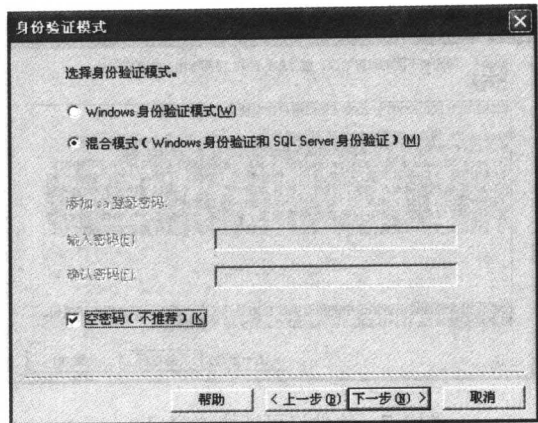 身份验证模式
选择身份验证模式。
Windows 身份验证模式(W)
混合模式（Windows 身份验证和 SQL Server 身份验证）(M)
添加 sa 登录密码:
输入密码(E)
确认密码(F)
空密码（不推荐）(K)
帮助
< 上一步(B)
下一步(N) >
取消